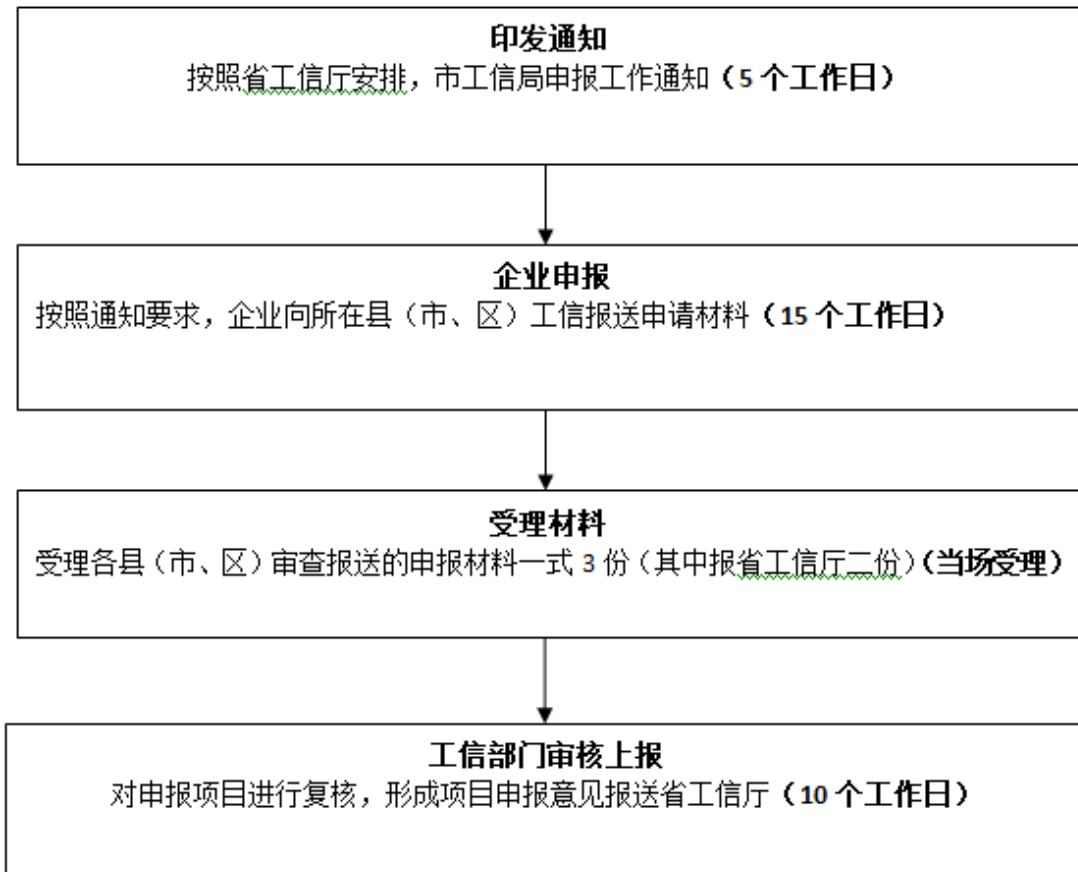 印发通知
按照省工信厅安排，市工信局申报工作通知（5 个工作日）
企业申报
按照通知要求，企业向所在县（市、区）工信报送申请材料（15 个工作日）
受理材料
受理各县（市、区）审查报送的申报材料一式 3 份（其中报省工信厅二份）（当场受理）
工信部门审核上报
对申报项目进行复核，形成项目申报意见报送省工信厅（10 个工作日）